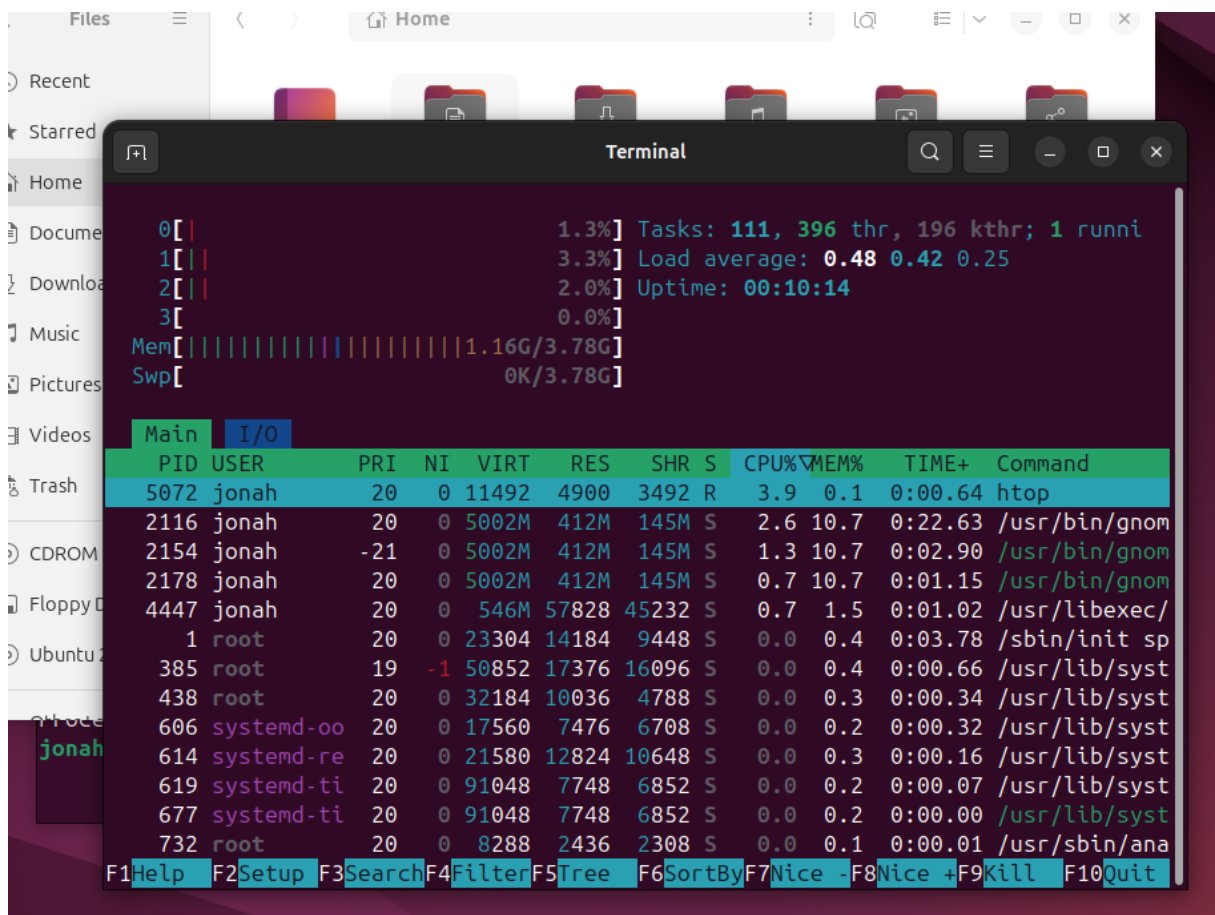 Files
Home
Recent
Starred
Home
Docume
Downloa
Music
Pictures
Videos
Trash
CDROM
Floppy D
Ubuntu 2
jonah
Terminal
0[| 1.3%] Tasks: 111, 396 thr, 196 kthr; 1 runni
1[|| 3.3%] Load average: 0.48 0.42 0.25
2[|| 2.0%] Uptime: 00:10:14
3[ 0.0%]
Mem[|||||||||||||||||||||1.16G/3.78G]
Swp[ 0K/3.78G]
Main I/O
PID USER PRI NI VIRT RES SHR S CPU%▽MEM% TIME+ Command
5072 jonah 20 0 11492 4900 3492 R 3.9 0.1 0:00.64 htop
2116 jonah 20 0 5002M 412M 145M S 2.6 10.7 0:22.63 /usr/bin/gnom
2154 jonah -21 0 5002M 412M 145M S 1.3 10.7 0:02.90 /usr/bin/gnom
2178 jonah 20 0 5002M 412M 145M S 0.7 10.7 0:01.15 /usr/bin/gnom
4447 jonah 20 0 546M 57828 45232 S 0.7 1.5 0:01.02 /usr/libexec/
1 root 20 0 23304 14184 9448 S 0.0 0.4 0:03.78 /sbin/init sp
385 root 19 -1 50852 17376 16096 S 0.0 0.4 0:00.66 /usr/lib/syst
438 root 20 0 32184 10036 4788 S 0.0 0.3 0:00.34 /usr/lib/syst
606 systemd-oo 20 0 17560 7476 6708 S 0.0 0.2 0:00.32 /usr/lib/syst
614 systemd-re 20 0 21580 12824 10648 S 0.0 0.3 0:00.16 /usr/lib/syst
619 systemd-ti 20 0 91048 7748 6852 S 0.0 0.2 0:00.07 /usr/lib/syst
677 systemd-ti 20 0 91048 7748 6852 S 0.0 0.2 0:00.00 /usr/lib/syst
732 root 20 0 8288 2436 2308 S 0.0 0.1 0:00.01 /usr/sbin/ana
F1Help F2Setup F3SearchF4FilterF5Tree F6SortByF7Nice -F8Nice +F9Kill F10Quit